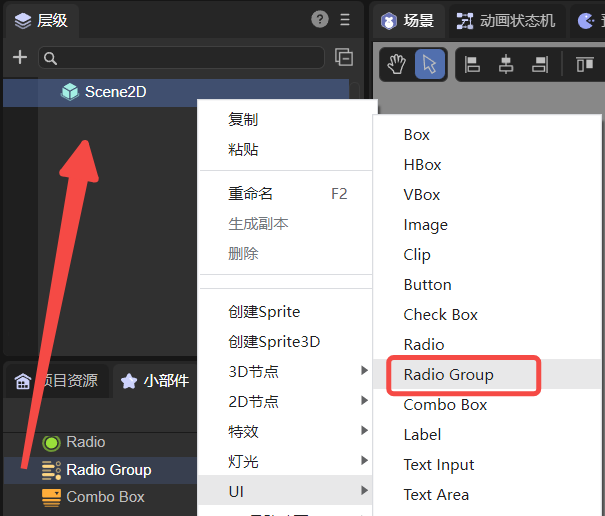 层级
场景
动画状态机
Scene2D
复制
粘贴
重命名 F2
生成副本
删除
创建Sprite
创建Sprite3D
3D节点
2D节点
特效
灯光
UI
Box
HBox
VBox
Image
Clip
Button
Check Box
Radio
Radio Group
Combo Box
Label
Text Input
Text Area
项目资源
小部件
Radio
Radio Group
Combo Box